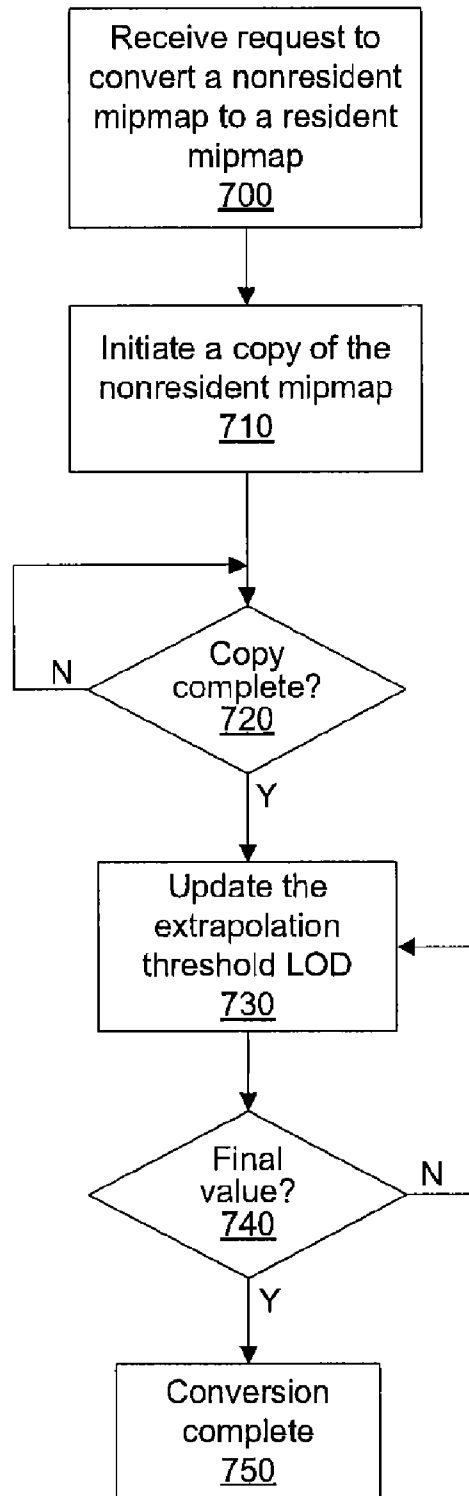 Receive request to
convert a nonresident
mipmap to a resident
mipmap
700
Initiate a copy of the
nonresident mipmap
710
Copy
complete?
720
N
Y
Update the
extrapolation
threshold LOD
730
Final
value?
740
N
Y
Conversion
complete
750